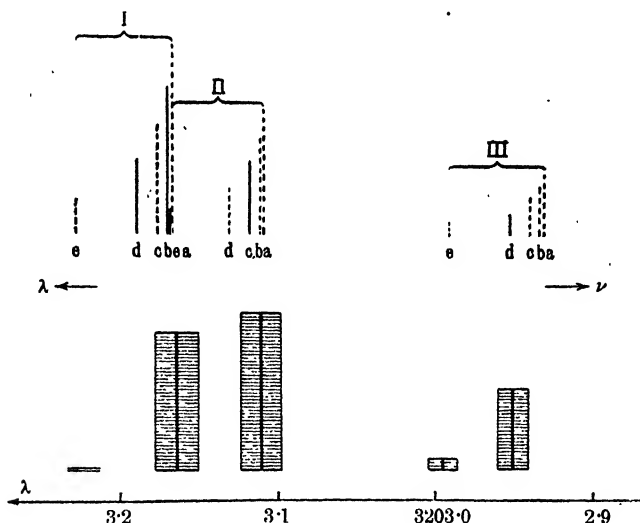 I
II
III
e d c b e a d c, b a e d c b a
λ ν
λ
3·2 3·1 3203·0 2·9